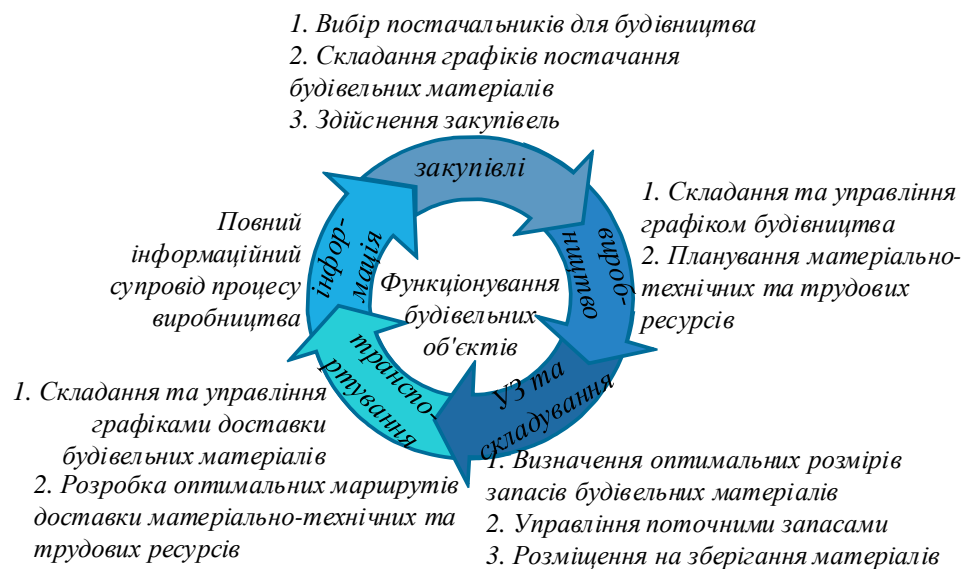 1. Вибір постачальників для будівництва
2. Складання графіків постачання
будівельних матеріалів
3. Здійснення закупівель
закупівлі
1. Складання та управління
графіком будівництва
2. Планування матеріально-
технічних та трудових
ресурсів
вироб-
ництво
Повний
інформаційний
супровід процесу
виробництва
інфор-
мація
Функціонування
будівельних
об'єктів
УЗ та
складування
транспо-
ртування
1. Складання та управління
графіками доставки
будівельних матеріалів
2. Розробка оптимальних маршрутів
доставки матеріально-технічних та
трудових ресурсів
1. Визначення оптимальних розмірів
запасів будівельних матеріалів
2. Управління поточними запасами
3. Розміщення на зберігання матеріалів